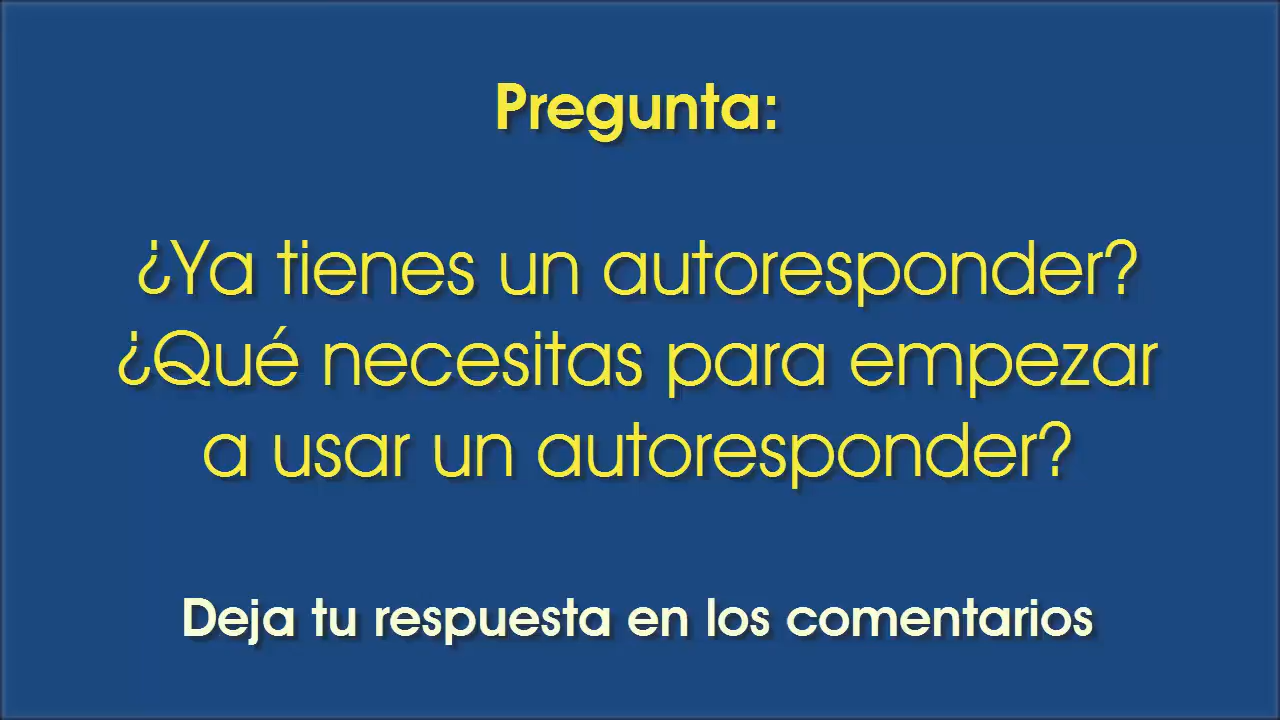 Pregunta:
¿Ya tienes un autoresponder?
¿Qué necesitas para empezar
a usar un autoresponder?
Deja tu respuesta en los comentarios